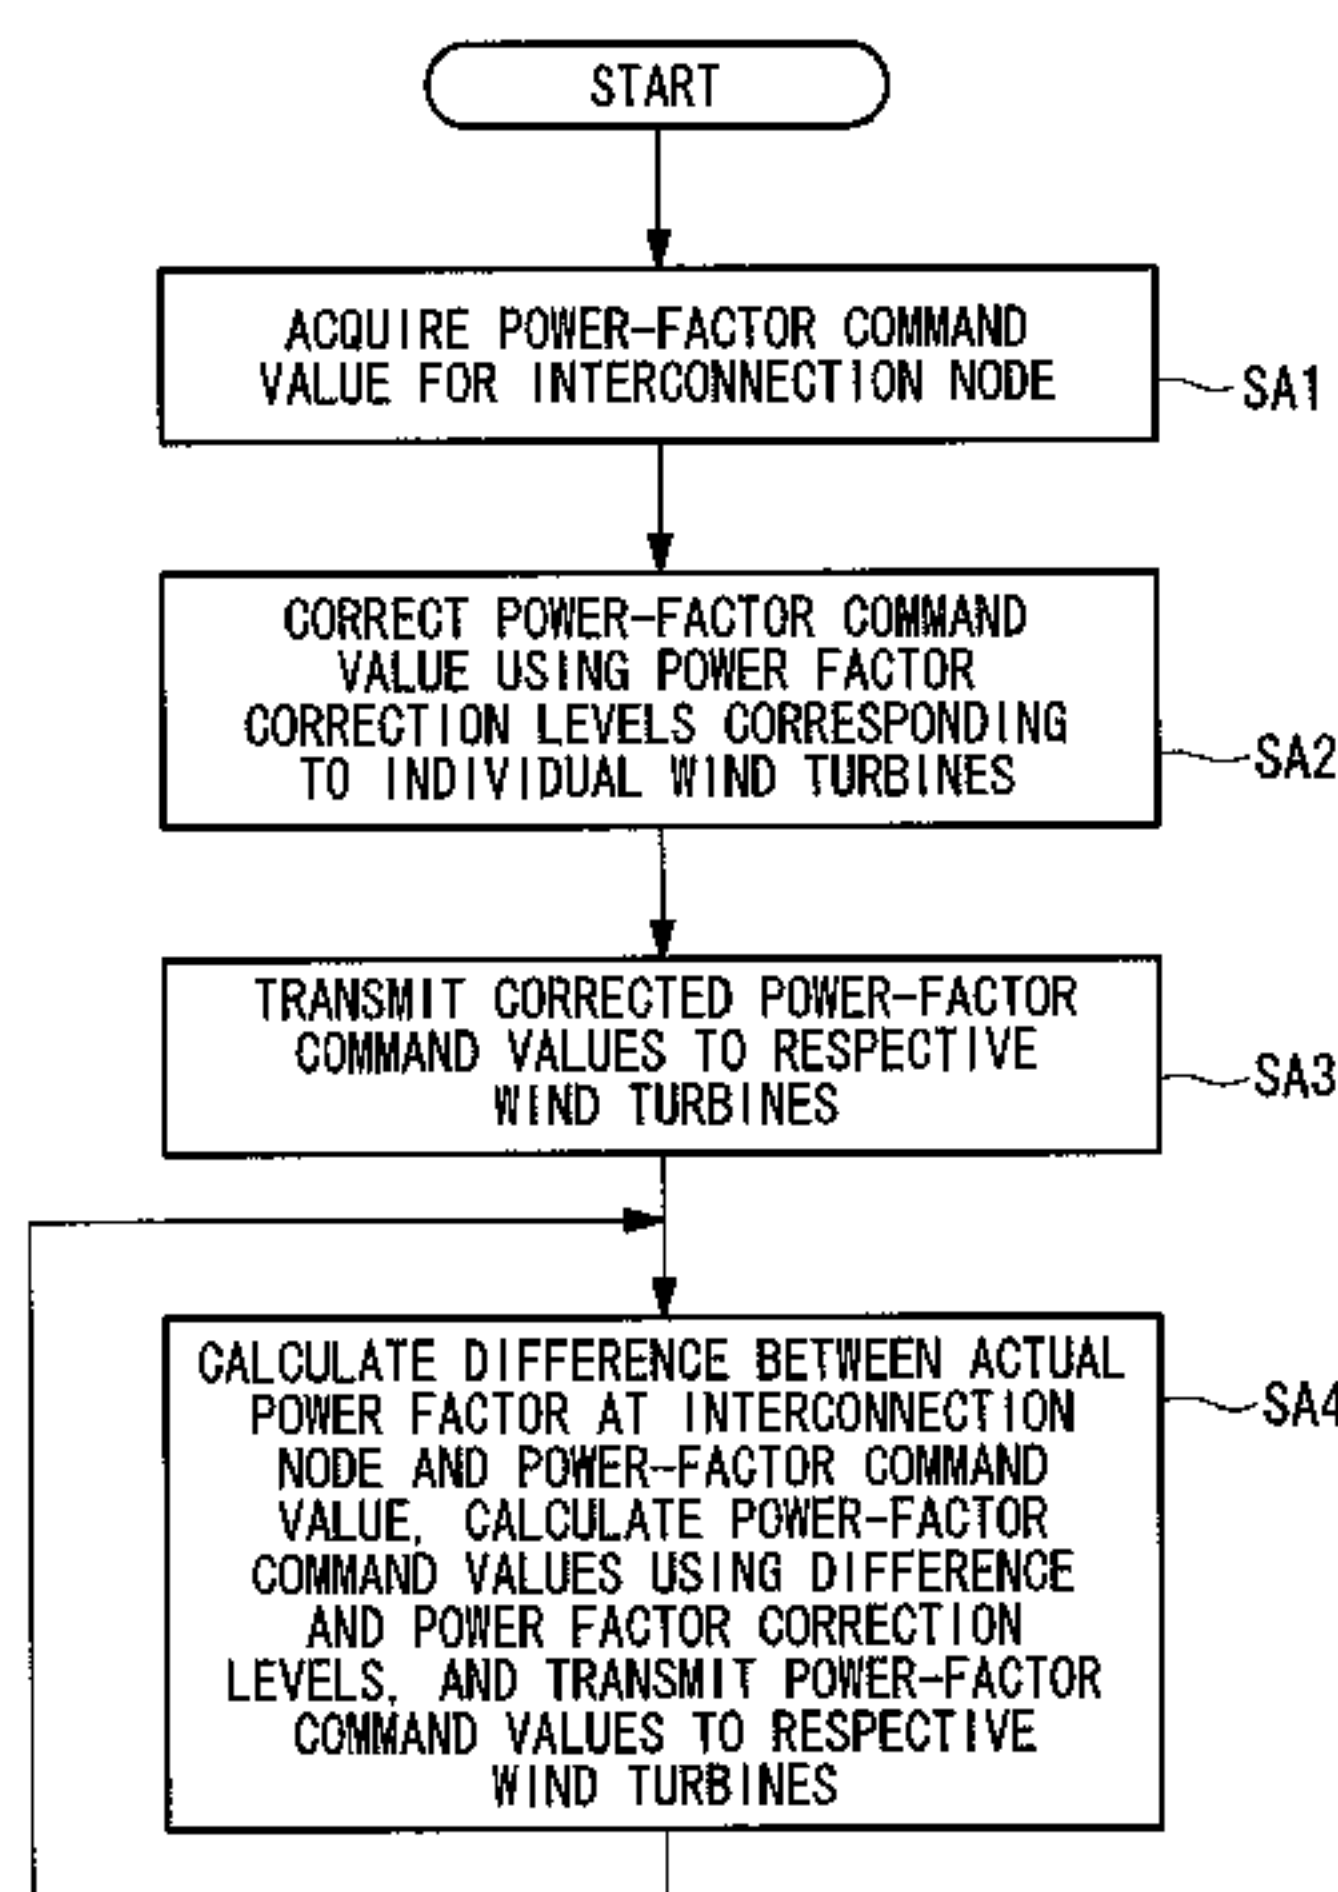 START
ACQUIRE POWER-FACTOR COMMAND
VALUE FOR INTERCONNECTION NODE
SA1
CORRECT POWER-FACTOR COMMAND
VALUE USING POWER FACTOR
CORRECTION LEVELS CORRESPONDING
TO INDIVIDUAL WIND TURBINES
SA2
TRANSMIT CORRECTED POWER-FACTOR
COMMAND VALUES TO RESPECTIVE
WIND TURBINES
SA3
CALCULATE DIFFERENCE BETWEEN ACTUAL
POWER FACTOR AT INTERCONNECTION
NODE AND POWER-FACTOR COMMAND
VALUE, CALCULATE POWER-FACTOR
COMMAND VALUES USING DIFFERENCE
AND POWER FACTOR CORRECTION
LEVELS, AND TRANSMIT POWER-FACTOR
COMMAND VALUES TO RESPECTIVE
WIND TURBINES
SA4